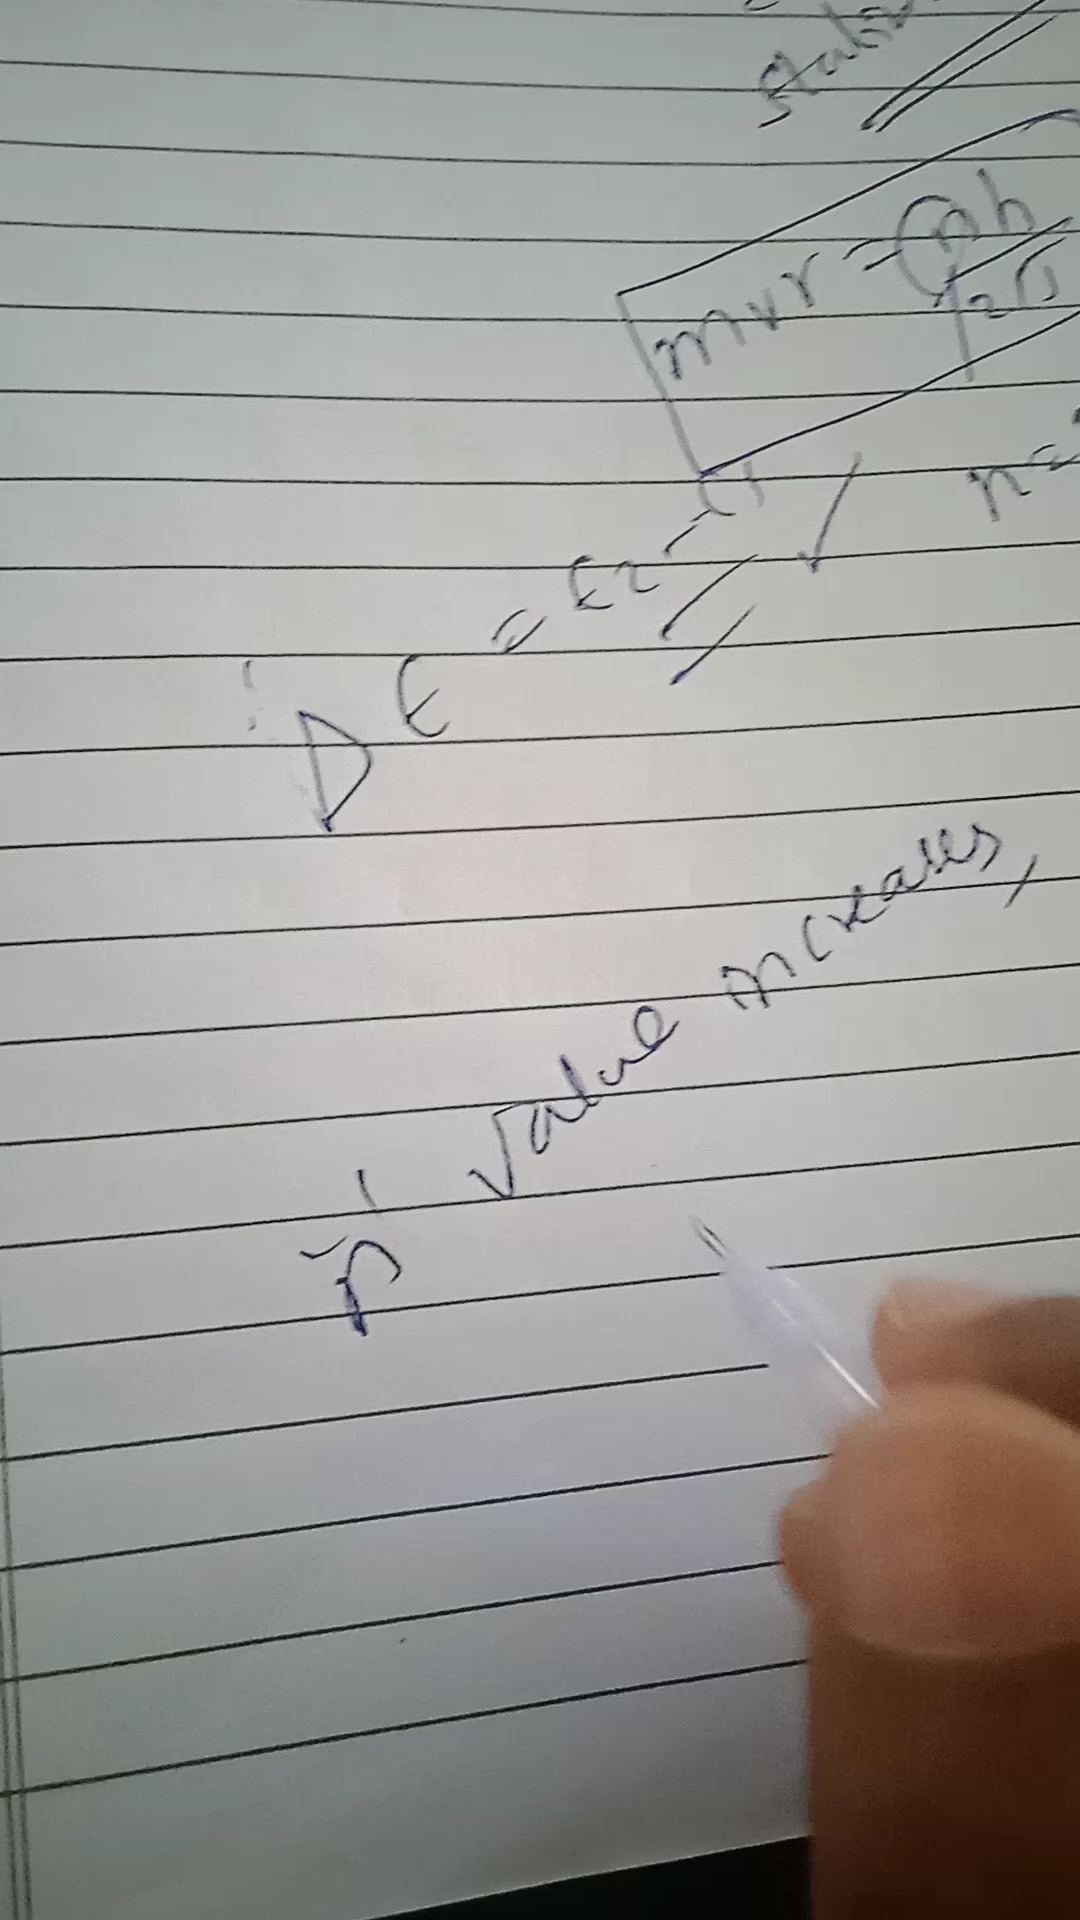 mvr = nh/2π
n =
ΔE = E2 - E1
'n' value increases,